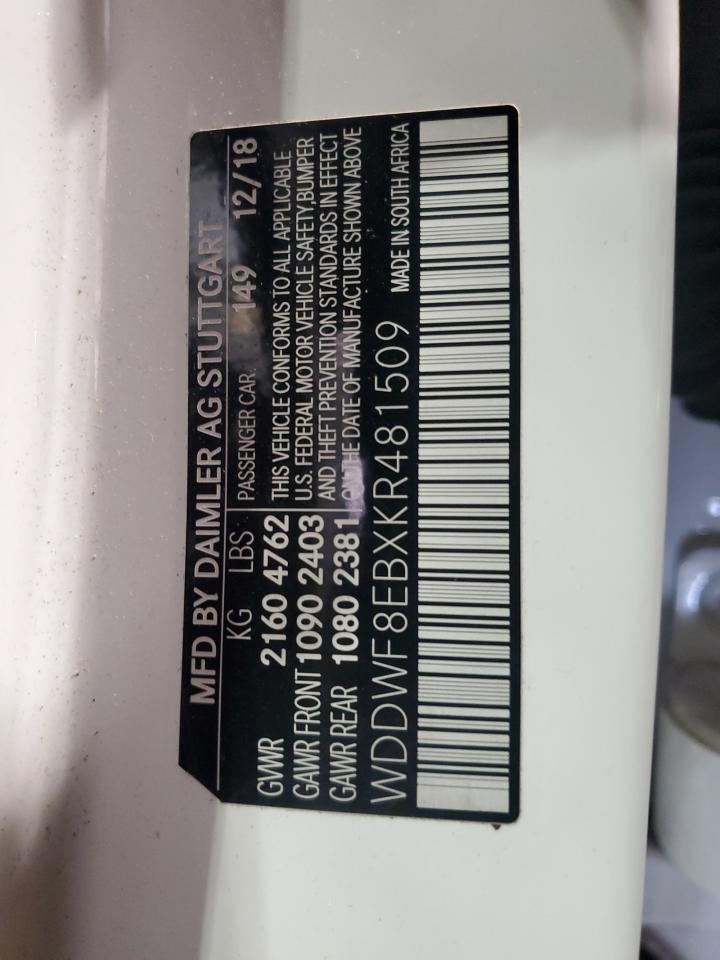 MFD BY DAIMLER AG STUTTGART
KG LBS PASSENGER CAR 149 12/18
GVWR 2160 4762 THIS VEHICLE CONFORMS TO ALL APPLICABLE
GAWR FRONT 1090 2403 U.S. FEDERAL MOTOR VEHICLE SAFETY,BUMPER
AND THEFT PREVENTION STANDARDS IN EFFECT
GAWR REAR 1080 2381 ON THE DATE OF MANUFACTURE SHOWN ABOVE
WDDWF8EBXKR481509 MADE IN SOUTH AFRICA